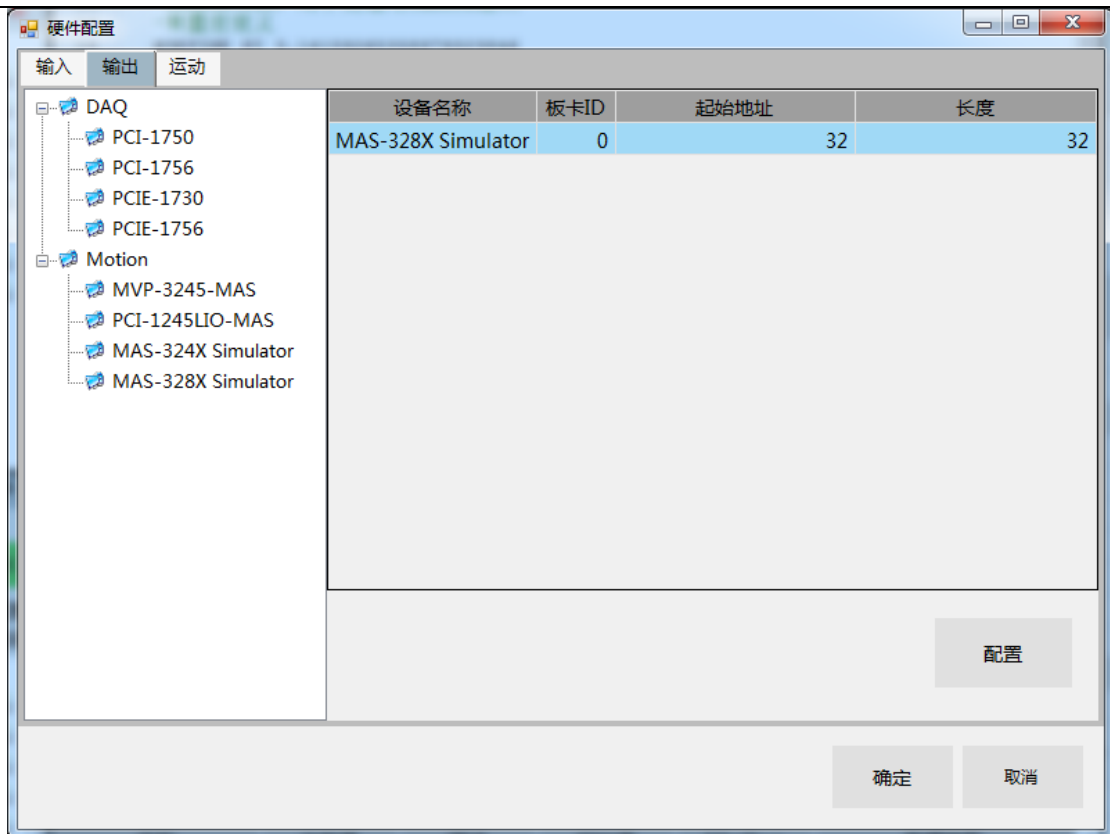 硬件配置
输入 输出 运动
DAQ
PCI-1750
PCI-1756
PCIE-1730
PCIE-1756
Motion
MVP-3245-MAS
PCI-1245LIO-MAS
MAS-324X Simulator
MAS-328X Simulator
设备名称 板卡ID 起始地址 长度
MAS-328X Simulator 0 32 32
配置
确定 取消